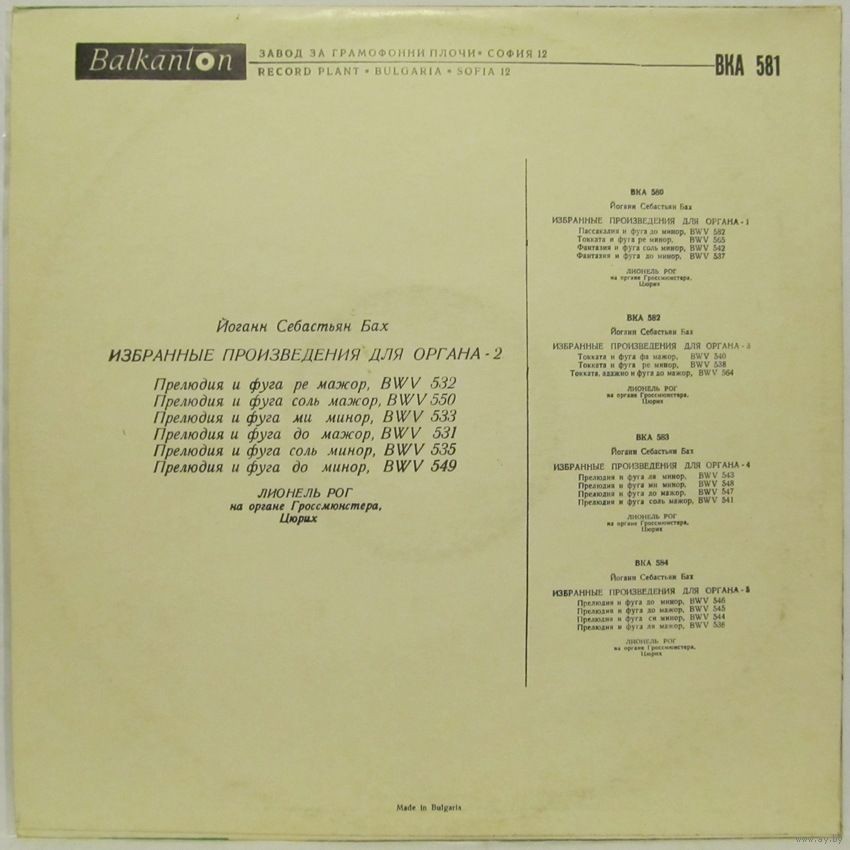 Balkanton
ЗАВОД ЗА ГРАМОФОННИ ПЛОЧИ • СОФИЯ 12
RECORD PLANT • BULGARIA • SOFIA 12
ВКА 581
Йоганн Себастьян Бах
ИЗБРАННЫЕ ПРОИЗВЕДЕНИЯ ДЛЯ ОРГАНА - 2
Прелюдия и фуга ре мажор, BWV 532
Прелюдия и фуга соль мажор, BWV 550
Прелюдия и фуга ми минор, BWV 533
Прелюдия и фуга до мажор, BWV 531
Прелюдия и фуга соль минор, BWV 535
Прелюдия и фуга до минор, BWV 549
ЛИОНЕЛЬ РОГ
на органе Гроссмюнстера,
Цюрих
ВКА 580
Йоганн Себастьян Бах
ИЗБРАННЫЕ ПРОИЗВЕДЕНИЯ ДЛЯ ОРГАНА - 1
Пассакалия и фуга до минор, BWV 582
Токката и фуга ре минор, BWV 565
Фантазия и фуга соль минор, BWV 542
Фантазия и фуга до минор, BWV 537
ЛИОНЕЛЬ РОГ
на органе Гроссмюнстера,
Цюрих
ВКА 582
Йоганн Себастьян Бах
ИЗБРАННЫЕ ПРОИЗВЕДЕНИЯ ДЛЯ ОРГАНА - 3
Токката и фуга фа мажор, BWV 540
Токката и фуга ре минор, BWV 538
Токката, адажио и фуга до мажор, BWV 564
ЛИОНЕЛЬ РОГ
на органе Гроссмюнстера,
Цюрих
ВКА 583
Йоганн Себастьян Бах
ИЗБРАННЫЕ ПРОИЗВЕДЕНИЯ ДЛЯ ОРГАНА - 4
Прелюдия и фуга ля минор, BWV 543
Прелюдия и фуга ми минор, BWV 548
Прелюдия и фуга до мажор, BWV 547
Прелюдия и фуга соль мажор, BWV 541
ЛИОНЕЛЬ РОГ
на органе Гроссмюнстера,
Цюрих
ВКА 584
Йоганн Себастьян Бах
ИЗБРАННЫЕ ПРОИЗВЕДЕНИЯ ДЛЯ ОРГАНА - 5
Прелюдия и фуга до минор, BWV 546
Прелюдия и фуга до мажор, BWV 545
Прелюдия и фуга си минор, BWV 544
Прелюдия и фуга ля мажор, BWV 536
ЛИОНЕЛЬ РОГ
на органе Гроссмюнстера,
Цюрих
Made in Bulgaria
www.ay.by